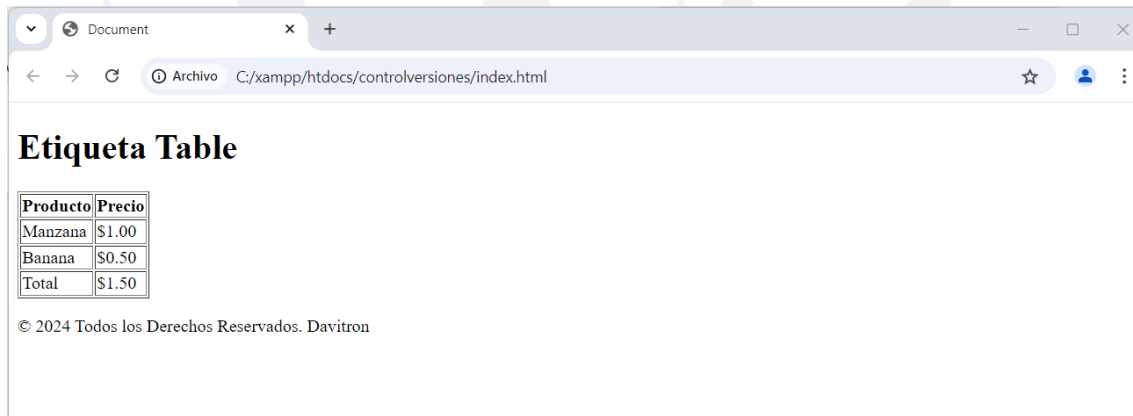 Document
Archivo C:/xampp/htdocs/controlversiones/index.html
Etiqueta Table
Producto Precio
Manzana $1.00
Banana $0.50
Total $1.50
© 2024 Todos los Derechos Reservados. Davitron